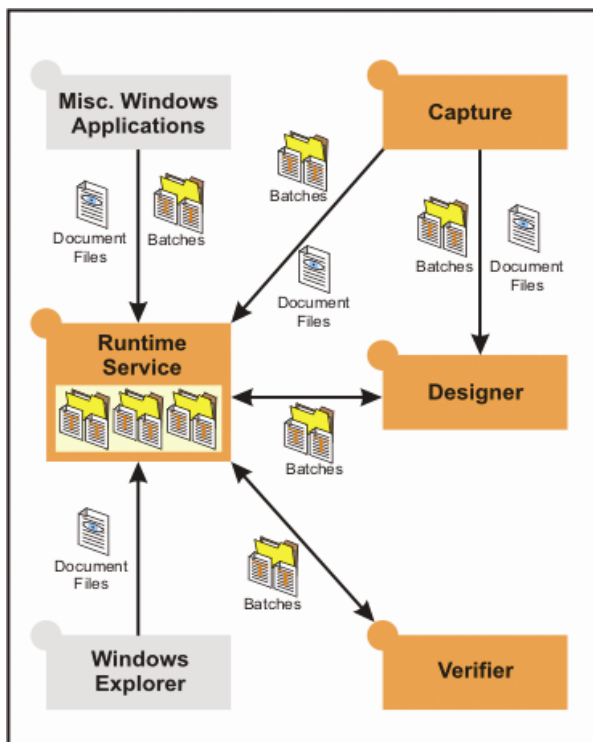 Misc. Windows
Applications
Capture
Batches
Document
Files
Batches
Document
Files
Batches
Document
Files
Runtime
Service
Designer
Batches
Document
Files
Batches
Windows
Explorer
Verifier